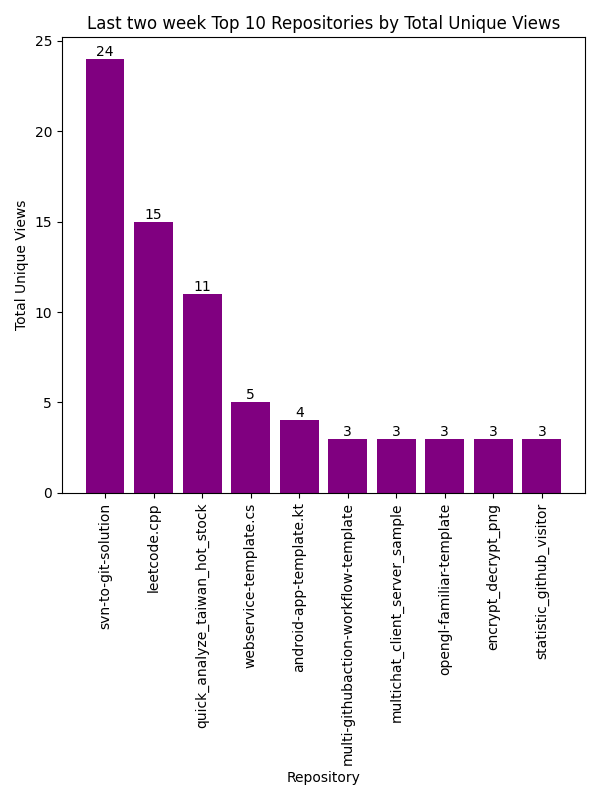 Last two week Top 10 Repositories by Total Unique Views
Total Unique Views
25
20
15
10
5
0
24
15
11
5
4
3
3
3
3
3
svn-to-git-solution
leetcode.cpp
quick_analyze_taiwan_hot_stock
webservice-template.cs
android-app-template.kt
multi-githubaction-workflow-template
multichat_client_server_sample
opengl-familiar-template
encrypt_decrypt_png
statistic_github_visitor
Repository